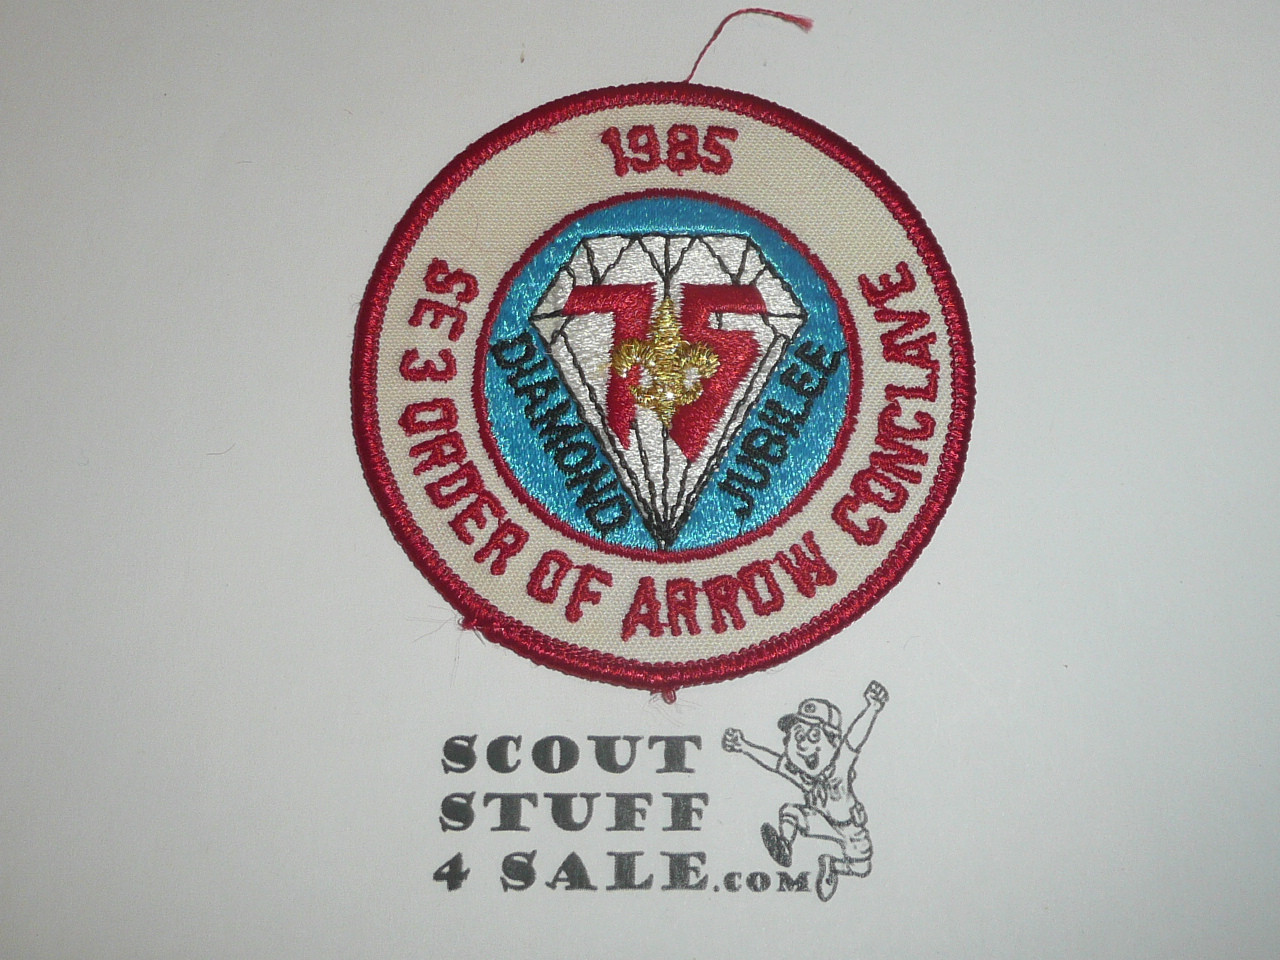 1985
SE 3 ORDER OF ARROW CONCLAVE
75
DIAMOND JUBILEE
SCOUT
STUFF
4 SALE.COM